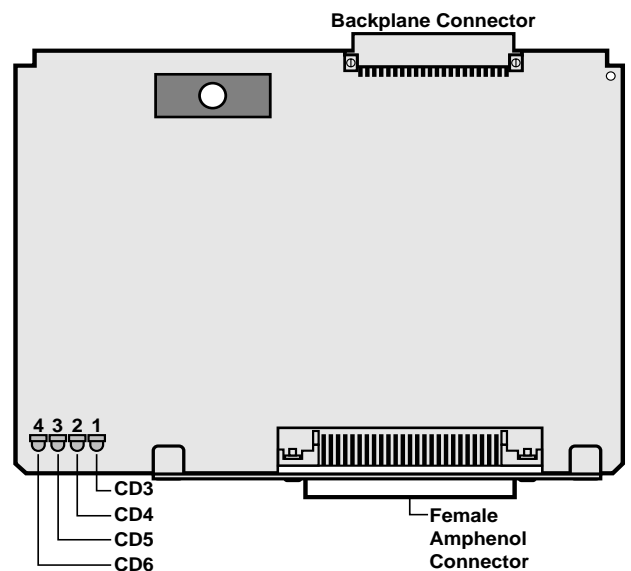 Backplane Connector
4 3 2 1
CD3
CD4
CD5
CD6
Female
Amphenol
Connector